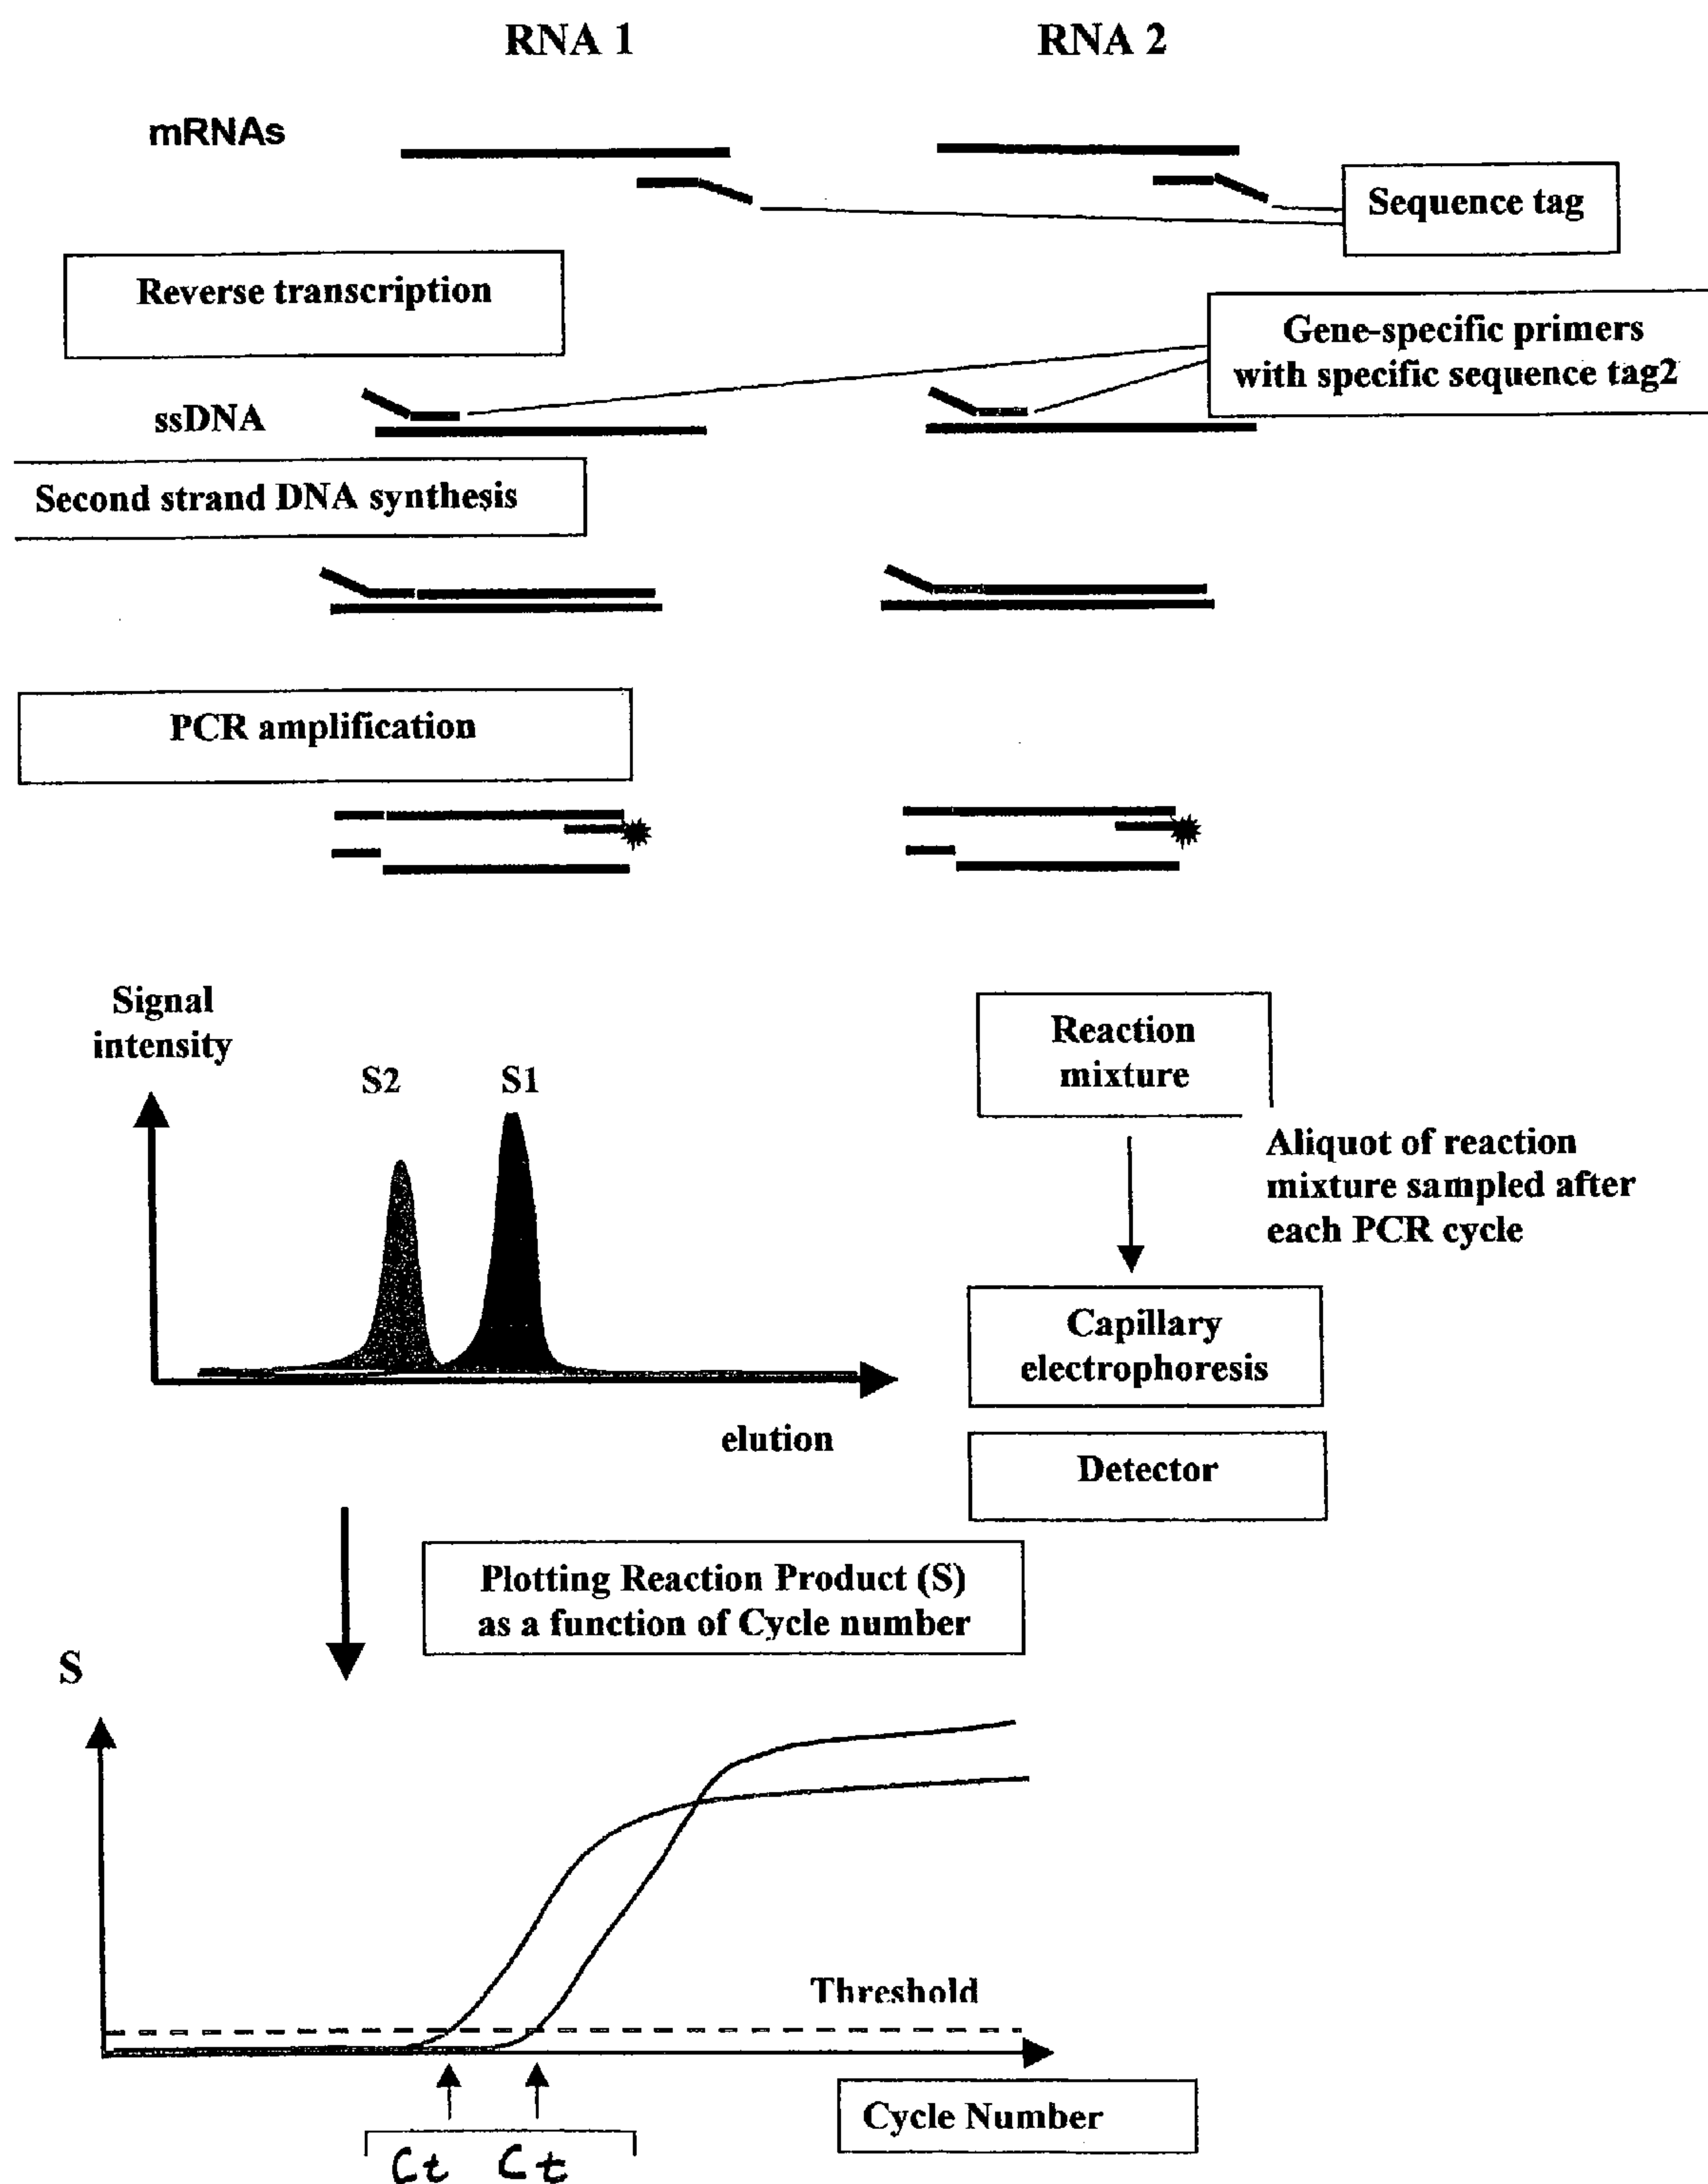 RNA 1
RNA 2
mRNAs
Sequence tag
Reverse transcription
Gene-specific primers
with specific sequence tag2
ssDNA
Second strand DNA synthesis
PCR amplification
Signal
intensity
S2
S1
Reaction
mixture
Aliquot of reaction
mixture sampled after
each PCR cycle
Capillary
electrophoresis
elution
Detector
Plotting Reaction Product (S)
as a function of Cycle number
S
Threshold
Cycle Number
Ct
Ct